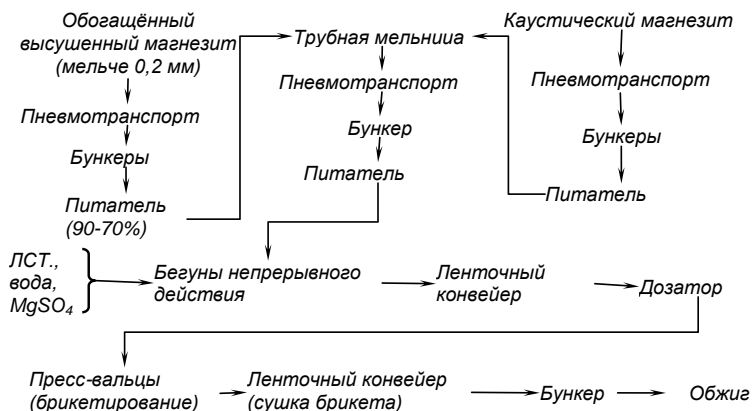 Обогащённый
высушенный магнезит
(мельче 0,2 мм)
Пневмотранспорт
Бункеры
Питатель
(90-70%)
Трубная мельниıа
Пневмотранспорт
Бункер
Питатель
Каустический магнезит
Пневмотранспорт
Бункеры
Питатель
ЛСТ.,
вода,
MgSO₄
Бегуны непрерывного
действия
Ленточный
конвейер
Дозатор
Пресс-вальцы
(брикетирование)
Ленточный конвейер
(сушка брикета)
Бункер
Обжиг